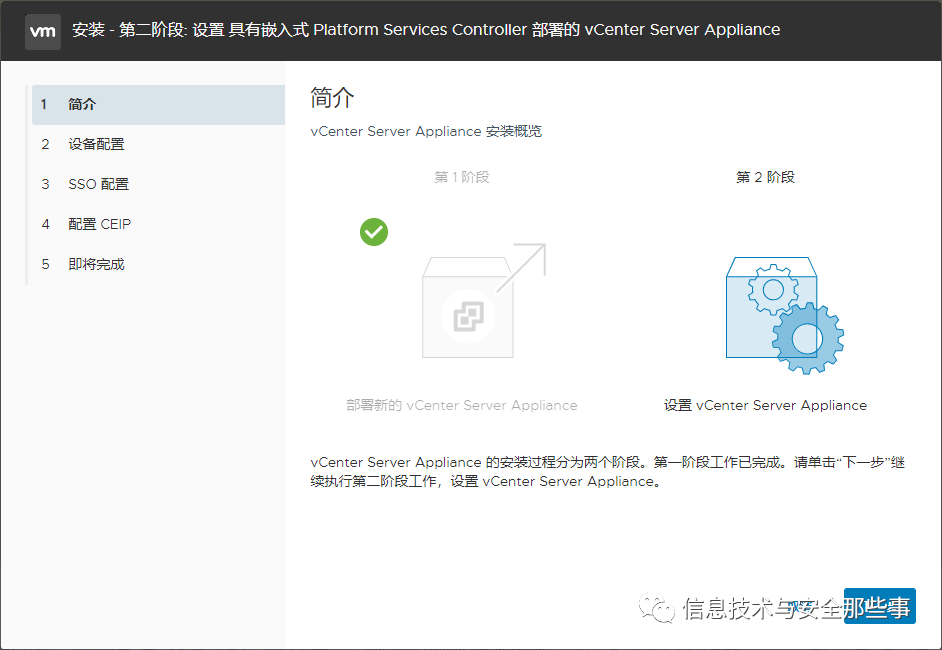 vm 安装 - 第二阶段: 设置 具有嵌入式 Platform Services Controller 部署的 vCenter Server Appliance
1 简介
2 设备配置
3 SSO 配置
4 配置 CEIP
5 即将完成
简介
vCenter Server Appliance 安装概览
第 1 阶段
第 2 阶段
部署新的 vCenter Server Appliance
设置 vCenter Server Appliance
vCenter Server Appliance 的安装过程分为两个阶段。第一阶段工作已完成。请单击“下一步”继
续执行第二阶段工作，设置 vCenter Server Appliance。
信息技术与安全那些事